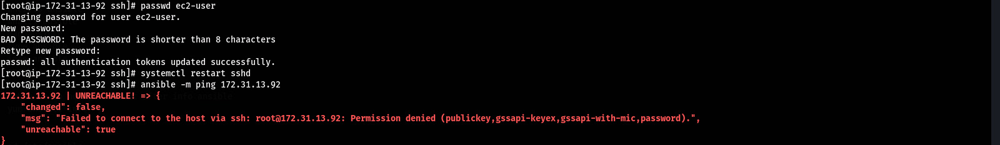 [root@ip-172-31-13-92 ssh]# passwd ec2-user
Changing password for user ec2-user.
New password:
BAD PASSWORD: The password is shorter than 8 characters
Retype new password:
passwd: all authentication tokens updated successfully.
[root@ip-172-31-13-92 ssh]# systemctl restart sshd
[root@ip-172-31-13-92 ssh]# ansible -m ping 172.31.13.92
172.31.13.92 | UNREACHABLE! => {
    "changed": false,
    "msg": "Failed to connect to the host via ssh: root@172.31.13.92: Permission denied (publickey,gssapi-keyex,gssapi-with-mic,password).",
    "unreachable": true
}